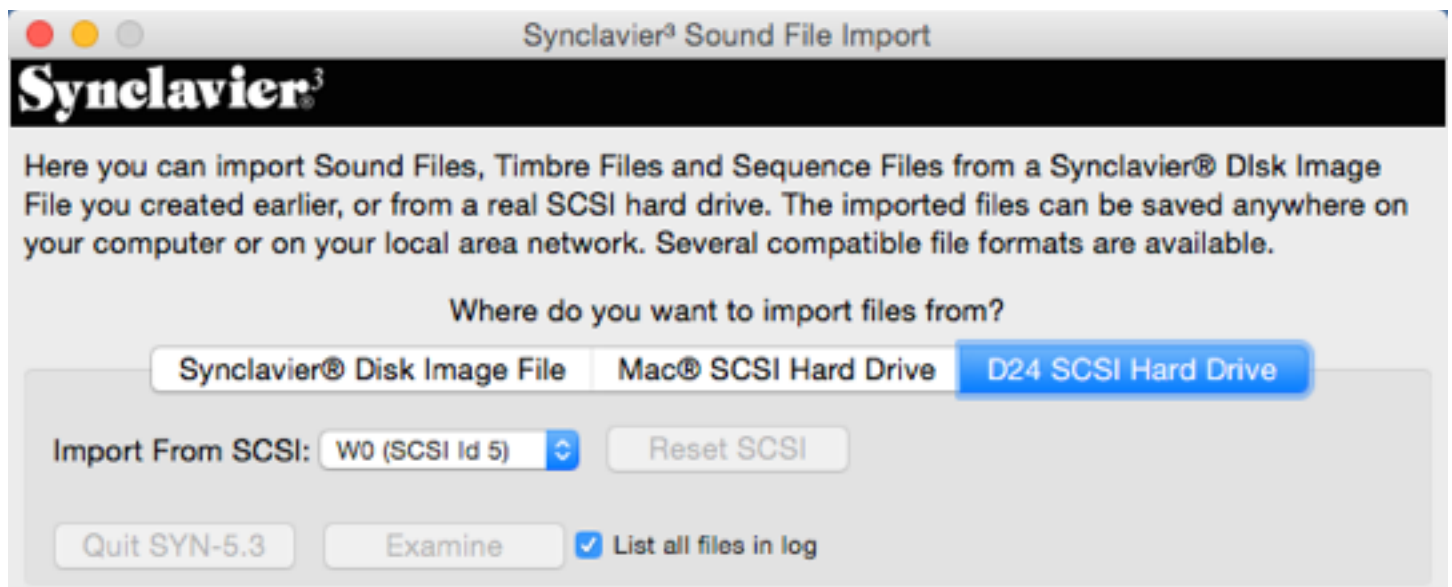 Synclavier³ Sound File Import
Synclavier®³
Here you can import Sound Files, Timbre Files and Sequence Files from a Synclavier® DIsk Image
File you created earlier, or from a real SCSI hard drive. The imported files can be saved anywhere on
your computer or on your local area network. Several compatible file formats are available.
Where do you want to import files from?
Synclavier® Disk Image File Mac® SCSI Hard Drive D24 SCSI Hard Drive
Import From SCSI: W0 (SCSI Id 5) Reset SCSI
Quit SYN-5.3 Examine List all files in log